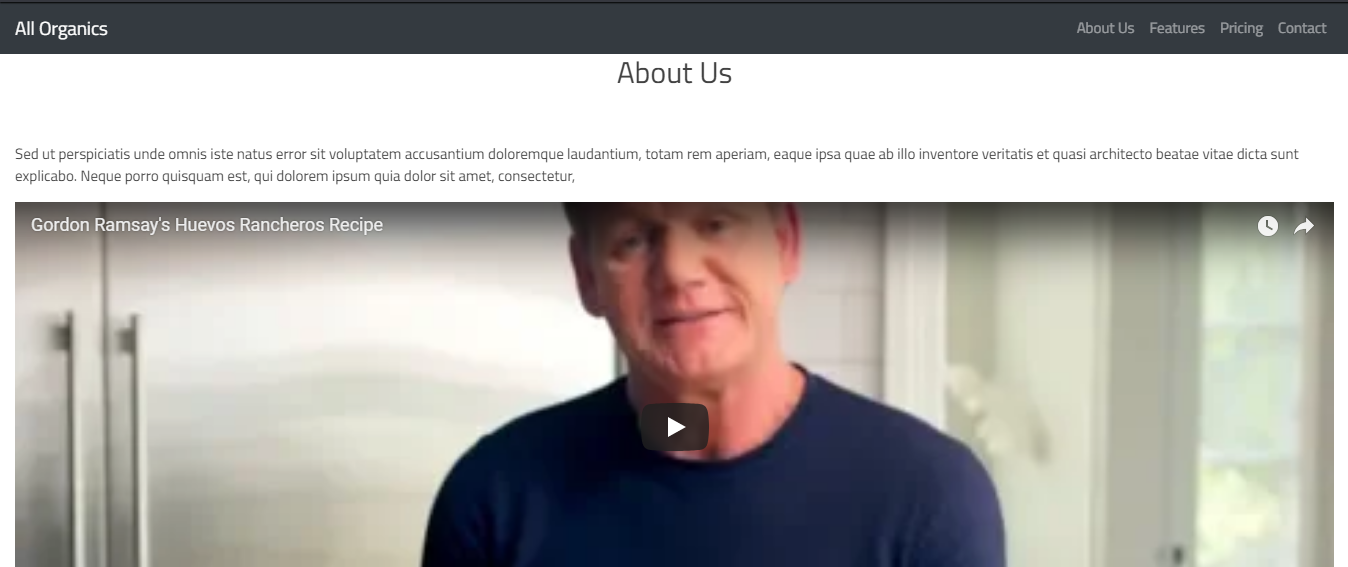 All Organics
About Us Features Pricing Contact
About Us
Sed ut perspiciatis unde omnis iste natus error sit voluptatem accusantium doloremque laudantium, totam rem aperiam, eaque ipsa quae ab illo inventore veritatis et quasi architecto beatae vitae dicta sunt
explicabo. Neque porro quisquam est, qui dolorem ipsum quia dolor sit amet, consectetur,
Gordon Ramsay's Huevos Rancheros Recipe